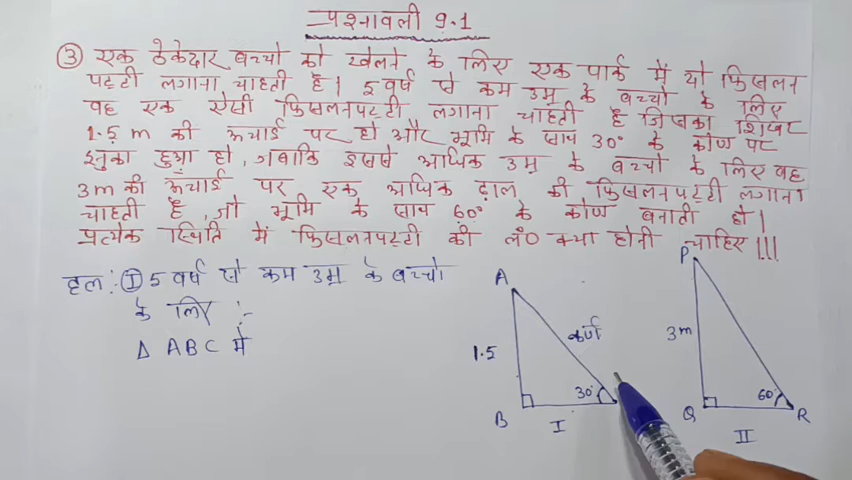 प्रश्नावली 9.1
③ एक ठेकेदार बच्चो को खेलने के लिए एक पार्क में दो फिसलन
पट्टी लगाना चाहती है। 5 वर्ष से कम उम्र के बच्चो के लिए
वह एक ऐसी फिसलनपट्टी लगाना चाहती है जिसका शिखर
1.5 m की ऊंचाई पर हो और भूमि के साथ 30° के कोण पर
झुका हुआ हो, जबकि इससे अधिक उम्र के बच्चो के लिए वह
3m की ऊंचाई पर एक अधिक ढ़ाल की फिसलनपट्टी लगाना
चाहती है, जो भूमि के साथ 60° के कोण बनाती हो।
प्रत्येक स्थिति में फिसलनपट्टी की लं० क्या होनी चाहिए !!!
हल:- Ⓘ 5 वर्ष से कम उम्र के बच्चो
के लिए :-
Δ ABC में
A
1.5
कर्ण
30°
B
I
P
3m
60°
Q
R
II